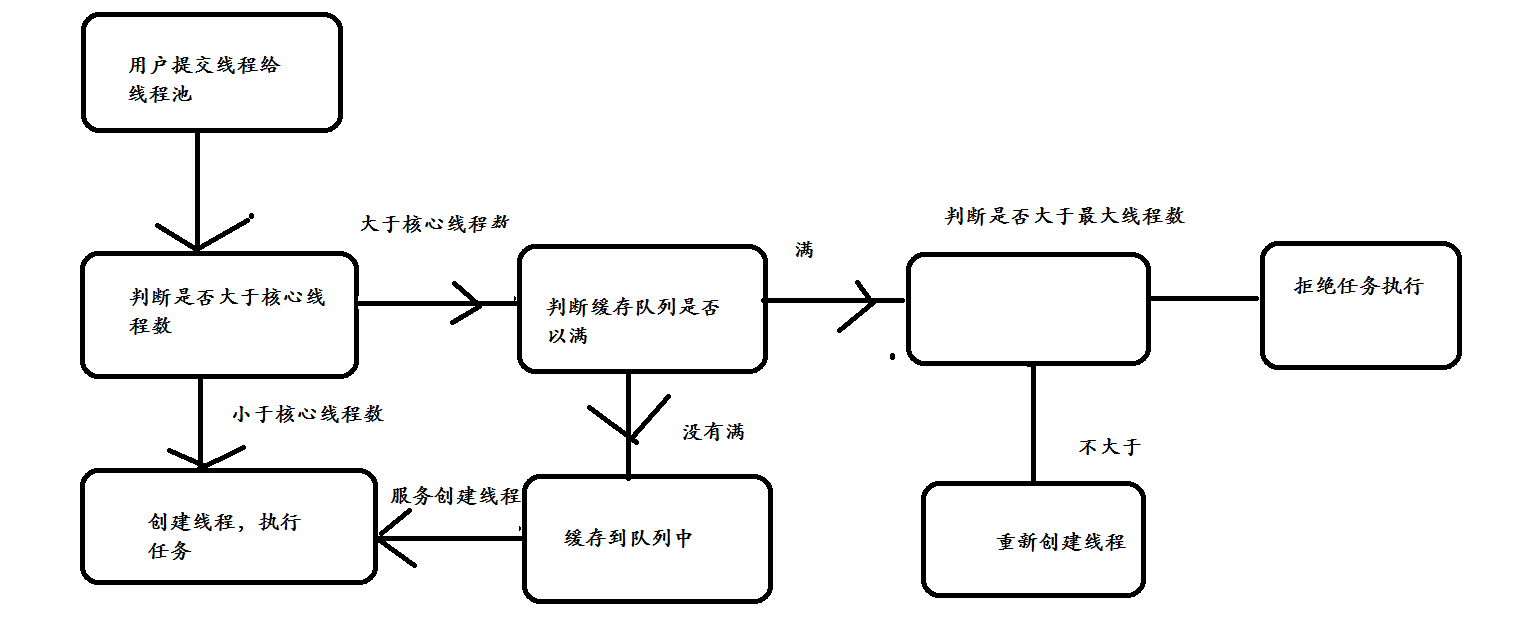 用户提交线程给
线程池
大于核心线程数
判断是否大于最大线程数
满
判断是否大于核心线
程数
判断缓存队列是否
以满
拒绝任务执行
小于核心线程数
没有满
不大于
服务创建线程
创建线程，执行
任务
缓存到队列中
重新创建线程